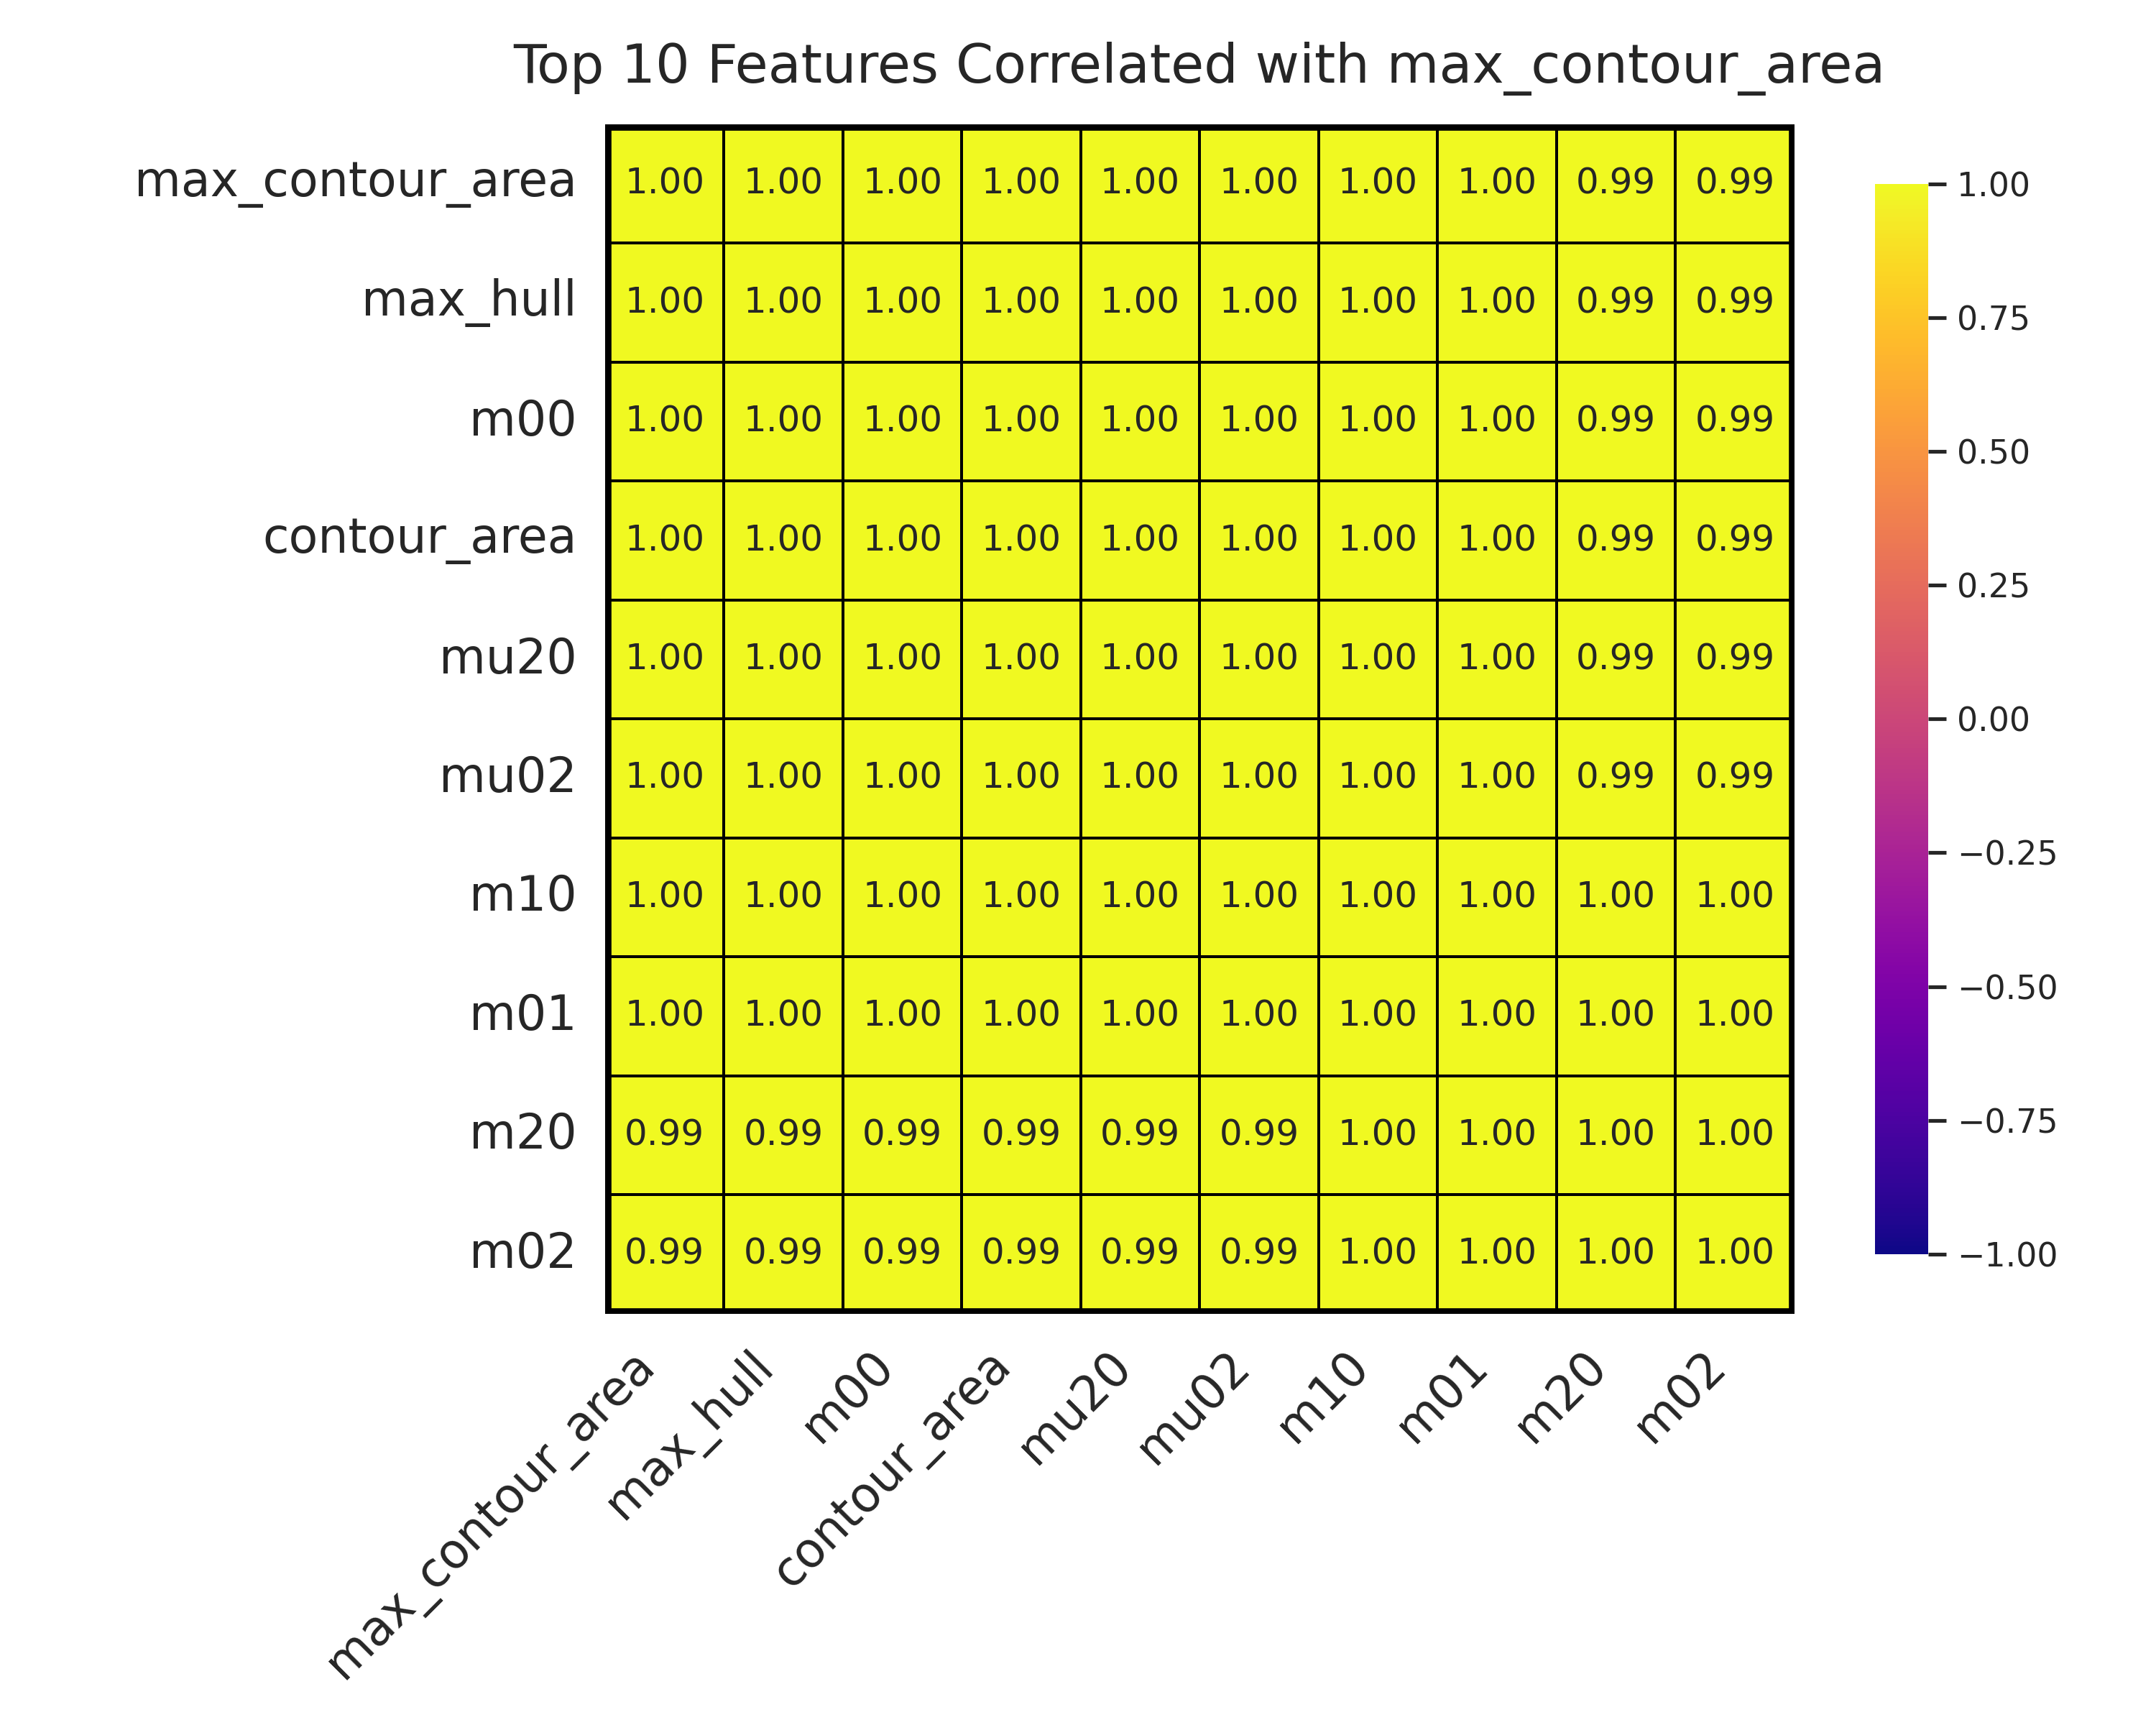 Top 10 Features Correlated with max_contour_area
max_contour_area 1.00 1.00 1.00 1.00 1.00 1.00 1.00 1.00 0.99 0.99
max_hull 1.00 1.00 1.00 1.00 1.00 1.00 1.00 1.00 0.99 0.99
m00 1.00 1.00 1.00 1.00 1.00 1.00 1.00 1.00 0.99 0.99
contour_area 1.00 1.00 1.00 1.00 1.00 1.00 1.00 1.00 0.99 0.99
mu20 1.00 1.00 1.00 1.00 1.00 1.00 1.00 1.00 0.99 0.99
mu02 1.00 1.00 1.00 1.00 1.00 1.00 1.00 1.00 0.99 0.99
m10 1.00 1.00 1.00 1.00 1.00 1.00 1.00 1.00 1.00 1.00
m01 1.00 1.00 1.00 1.00 1.00 1.00 1.00 1.00 1.00 1.00
m20 0.99 0.99 0.99 0.99 0.99 0.99 1.00 1.00 1.00 1.00
m02 0.99 0.99 0.99 0.99 0.99 0.99 1.00 1.00 1.00 1.00
max_contour_area max_hull m00 contour_area mu20 mu02 m10 m01 m20 m02
1.00
0.75
0.50
0.25
0.00
−0.25
−0.50
−0.75
−1.00